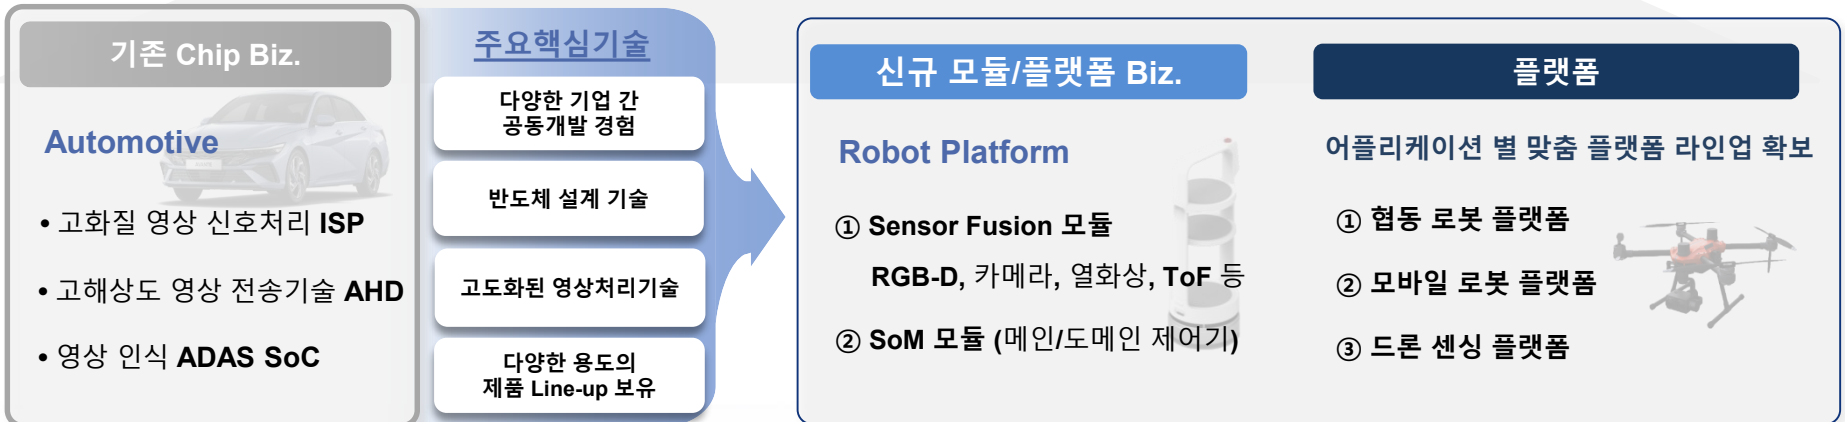 기존 Chip Biz.
Automotive
• 고화질 영상 신호처리 ISP
• 고해상도 영상 전송기술 AHD
• 영상 인식 ADAS SoC
주요핵심기술
다양한 기업 간
공동개발 경험
반도체 설계 기술
고도화된 영상처리기술
다양한 용도의
제품 Line-up 보유
신규 모듈/플랫폼 Biz.
Robot Platform
① Sensor Fusion 모듈
RGB-D, 카메라, 열화상, ToF 등
② SoM 모듈 (메인/도메인 제어기)
플랫폼
어플리케이션 별 맞춤 플랫폼 라인업 확보
① 협동 로봇 플랫폼
② 모바일 로봇 플랫폼
③ 드론 센싱 플랫폼